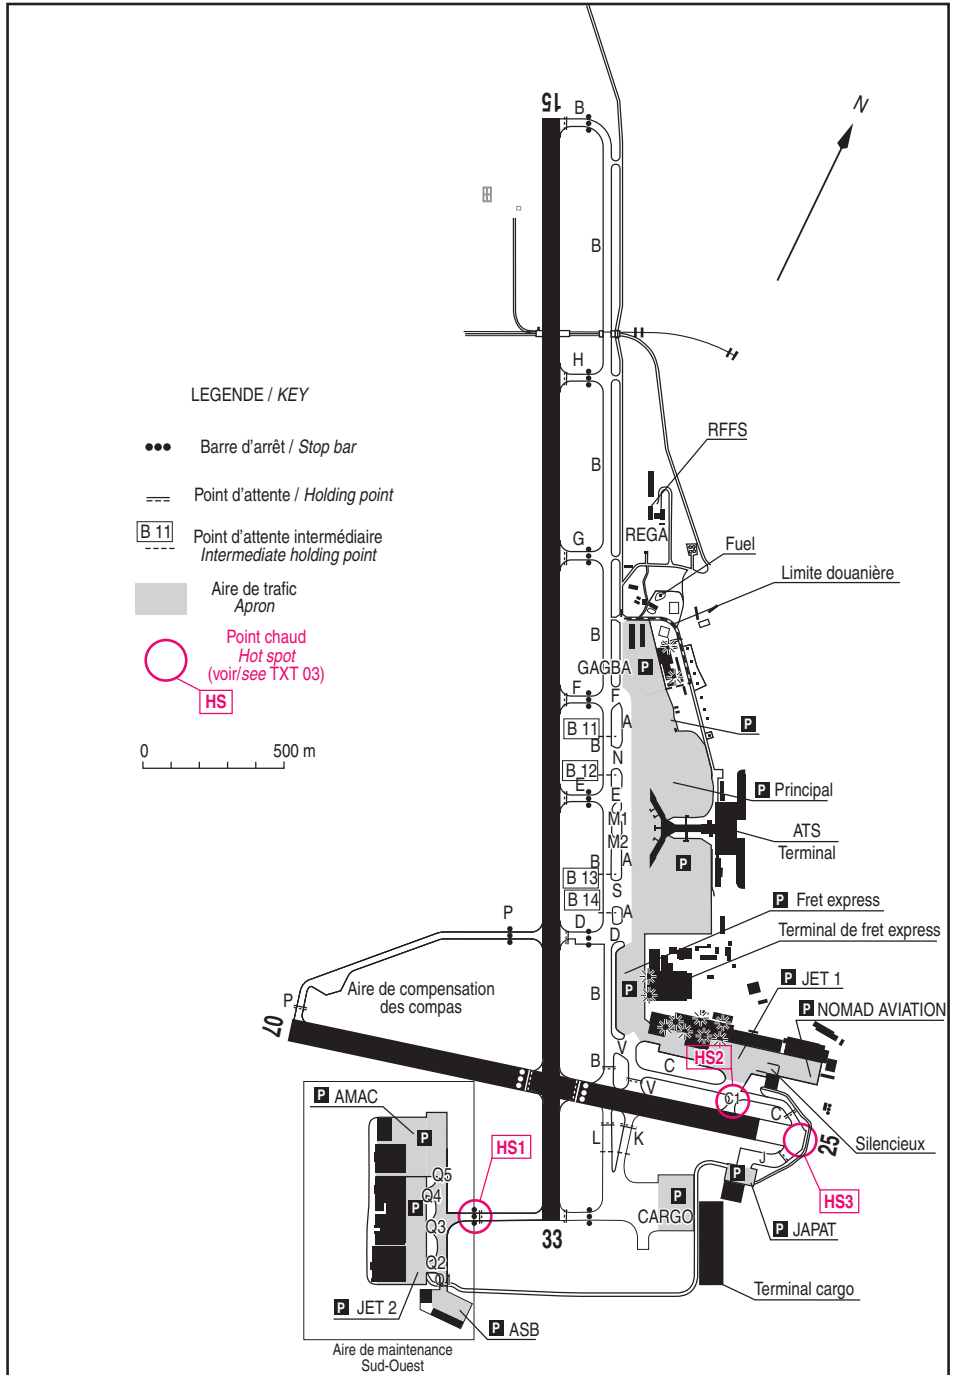 15
B
N
B
H
LEGENDE / KEY
RFFS
Barre d'arrêt / Stop bar
B
Point d'attente / Holding point
B 11
Point d'attente intermédiaire
Intermediate holding point
REGA
G
Fuel
Limite douanière
Aire de trafic
Apron
Point chaud
Hot spot
(voir/see TXT 03)
HS
B
GAGBA
P
F
F
A
P
B 11
B
N
0
500 m
B 12
E
E
P Principal
M1
ATS
M2
Terminal
B
A
P
B 13
S
B 14
A
P Fret express
P
D
D
Terminal de fret express
P JET 1
Aire de compensation
des compas
P
B
P
P NOMAD AVIATION
07
V
HS2
B
C
V
C1
C
P AMAC
25
Silencieux
P
L
K
HS1
J
Q5
P
HS3
Q4
P
P
Q3
CARGO
P JAPAT
33
Q2
Q1
Terminal cargo
P JET 2
P ASB
Aire de maintenance
Sud-Ouest